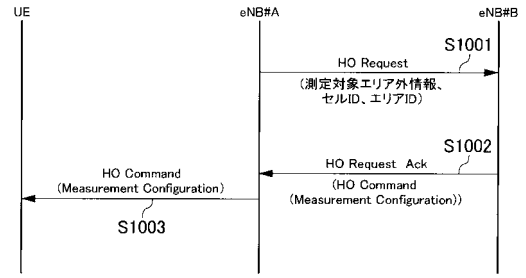 UE
eNB#A
eNB#B
S1001
HO Request
(測定対象エリア外情報、
セルID、エリアID)
S1002
HO Request Ack
(HO Command
(Measurement Configuration))
HO Command
(Measurement Configuration)
S1003